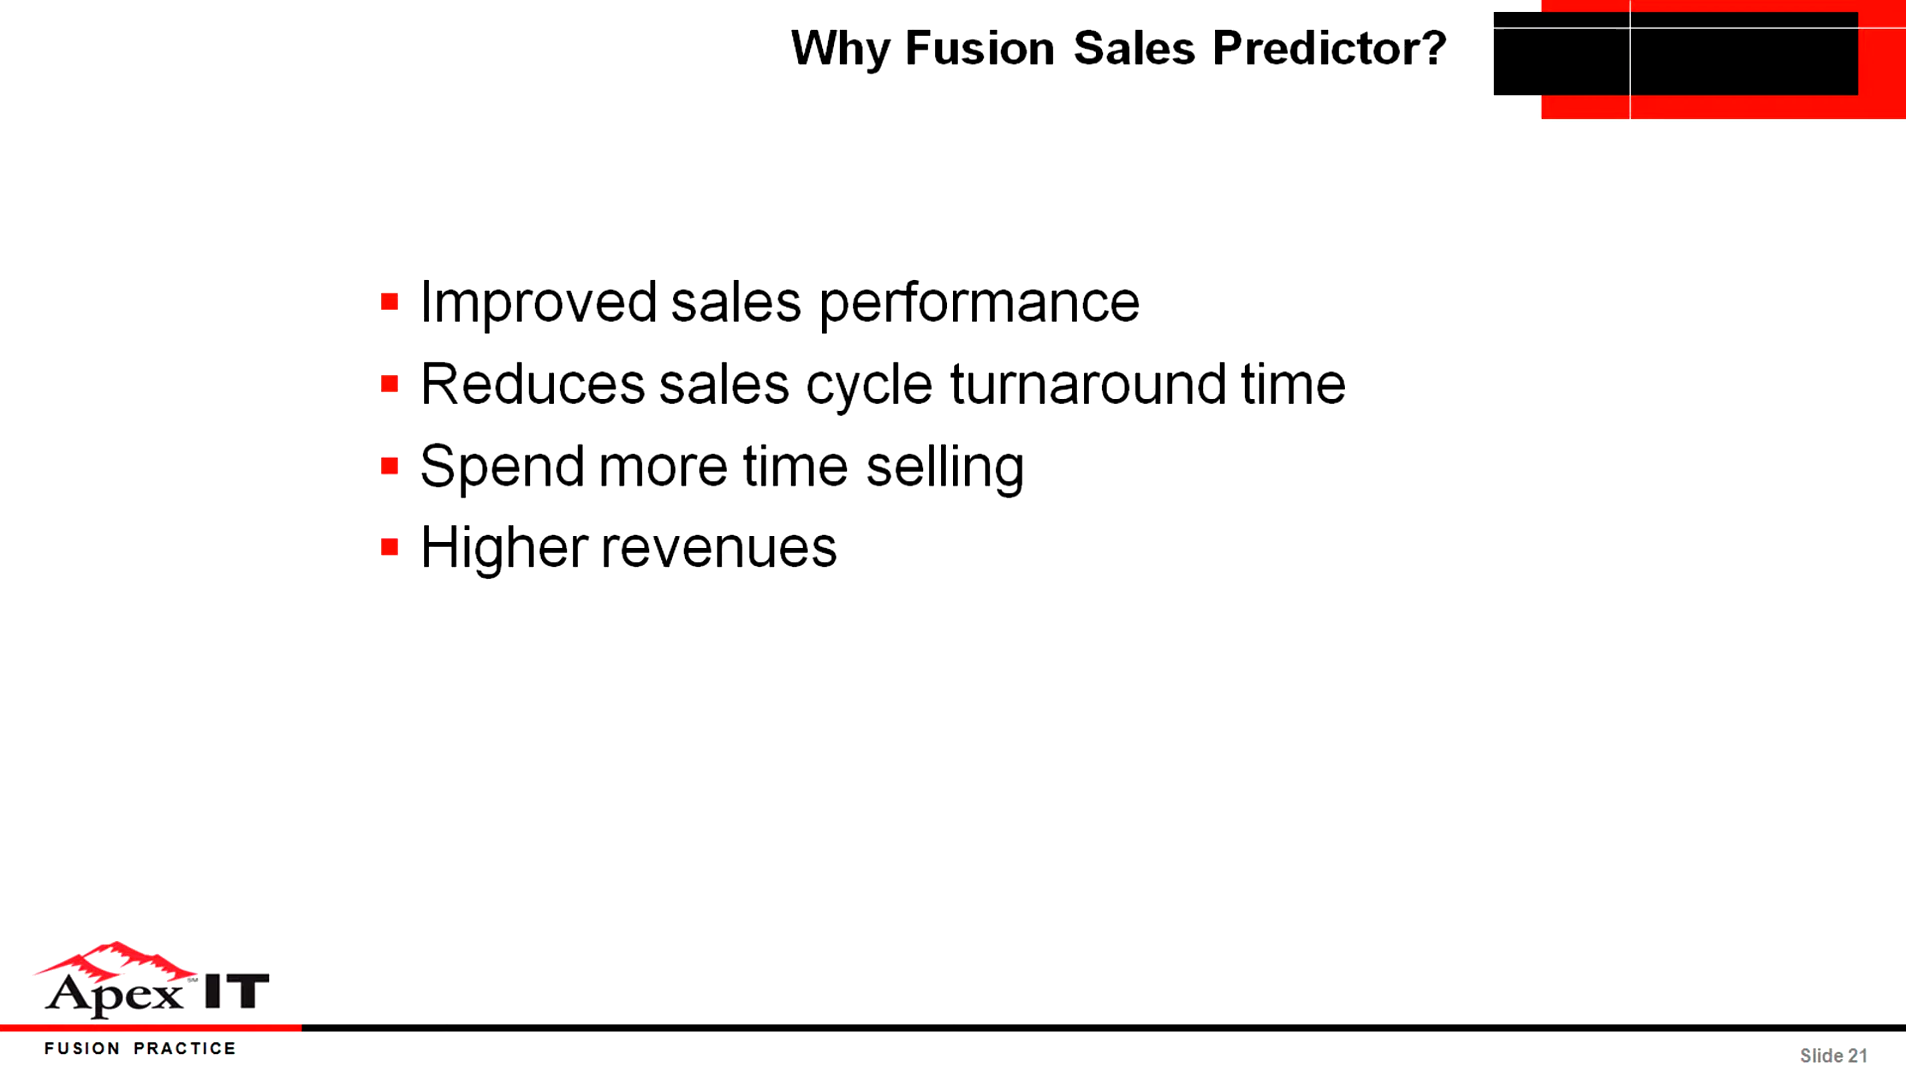 Why Fusion Sales Predictor?
Improved sales performance
Reduces sales cycle turnaround time
Spend more time selling
Higher revenues
Apex SM IT
FUSION PRACTICE
Slide 21